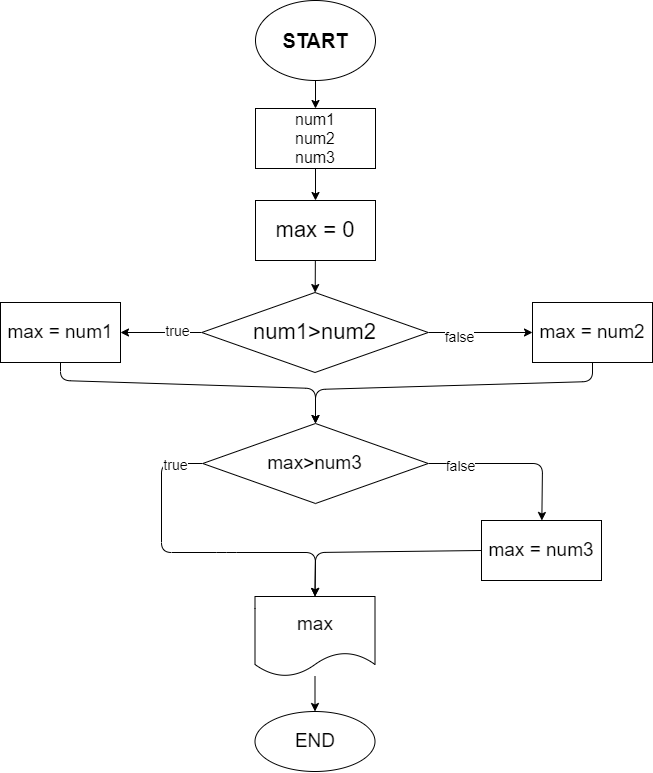 START
num1
num2
num3
max = 0
max = num1
true
num1>num2
false
max = num2
true
max>num3
false
max = num3
max
END